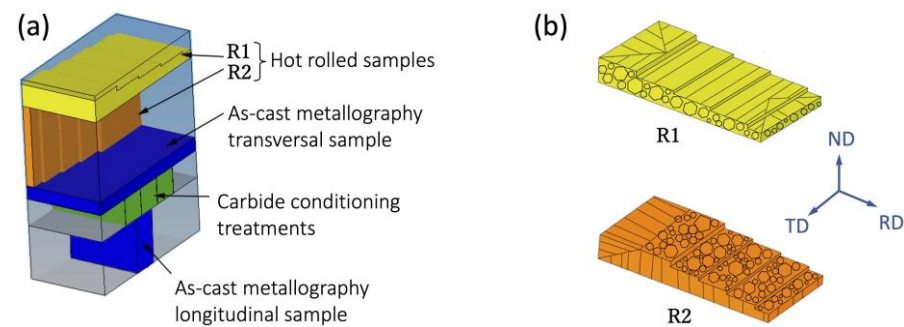 (a)
R1
R2
Hot rolled samples
As-cast metallography
transversal sample
Carbide conditioning
treatments
As-cast metallography
longitudinal sample
(b)
R1
ND
TD
RD
R2